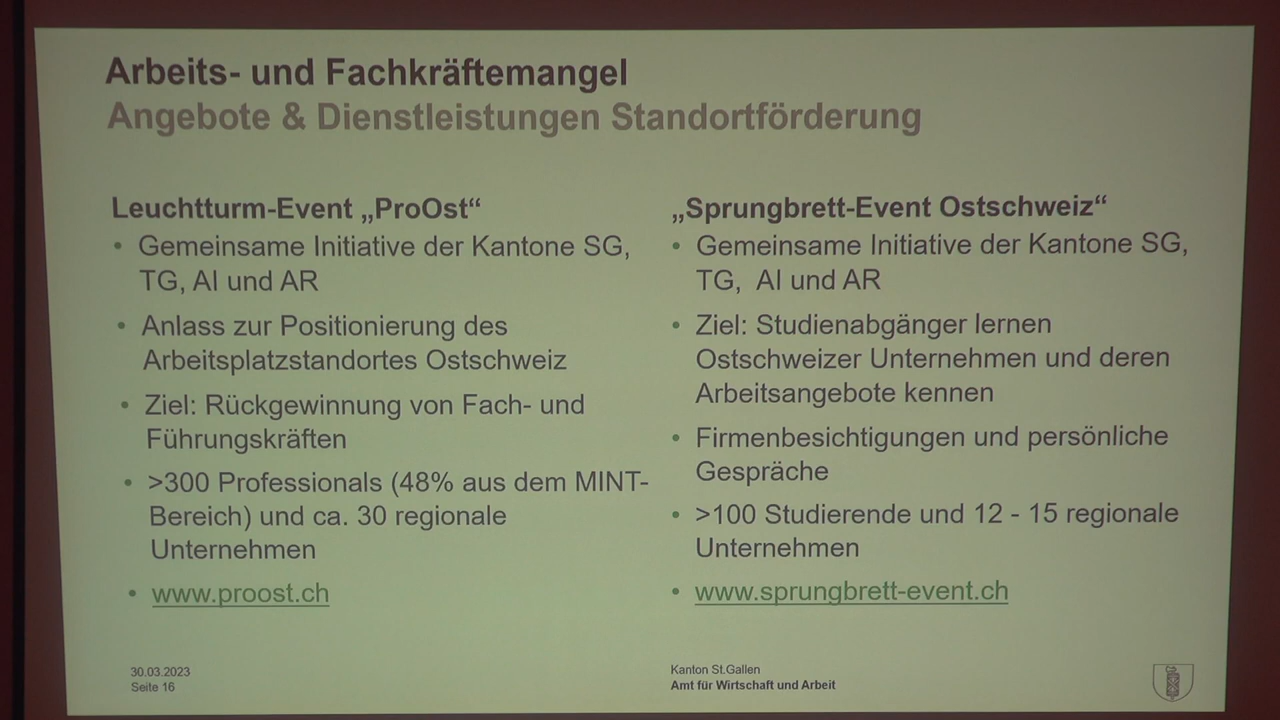 Arbeits- und Fachkräftemangel
Angebote & Dienstleistungen Standortförderung
Leuchtturm-Event „ProOst“
• Gemeinsame Initiative der Kantone SG,
TG, AI und AR
• Anlass zur Positionierung des
Arbeitsplatzstandortes Ostschweiz
• Ziel: Rückgewinnung von Fach- und
Führungskräften
• >300 Professionals (48% aus dem MINT-
Bereich) und ca. 30 regionale
Unternehmen
• www.proost.ch
„Sprungbrett-Event Ostschweiz“
• Gemeinsame Initiative der Kantone SG,
TG, AI und AR
• Ziel: Studienabgänger lernen
Ostschweizer Unternehmen und deren
Arbeitsangebote kennen
• Firmenbesichtigungen und persönliche
Gespräche
• >100 Studierende und 12 - 15 regionale
Unternehmen
• www.sprungbrett-event.ch
30.03.2023
Seite 16
Kanton St.Gallen
Amt für Wirtschaft und Arbeit